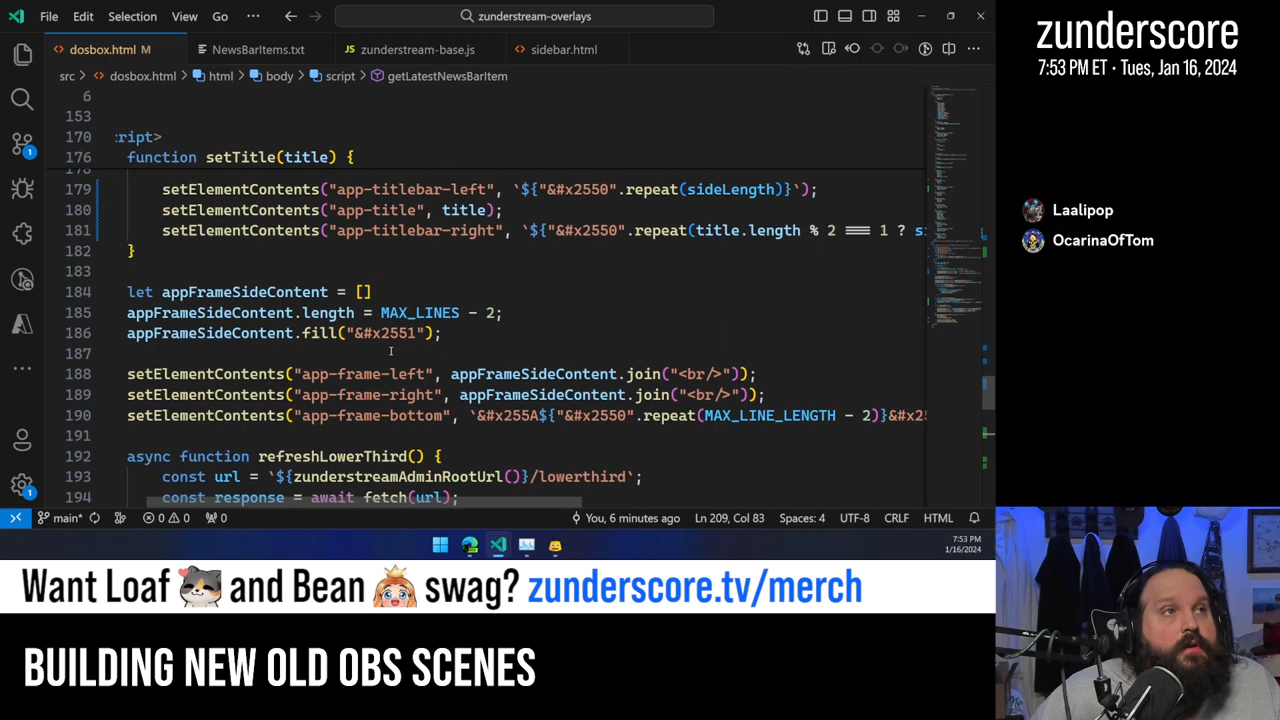 File Edit Selection View Go ··· zunderstream-overlays
dosbox.html M NewsBarItems.txt JS zunderstream-base.js sidebar.html
src > dosbox.html > html > body > script > getLatestNewsBarItem
6
153
170 :ript>
176 function setTitle(title) {
179 setElementContents("app-titlebar-left", `${"&#x2550".repeat(sideLength)}`);
180 setElementContents("app-title", title);
181 setElementContents("app-titlebar-right", `${"&#x2550".repeat(title.length % 2 === 1 ?
182 }
183
184 let appFrameSideContent = []
185 appFrameSideContent.length = MAX_LINES - 2;
186 appFrameSideContent.fill("&#x2551");
187
188 setElementContents("app-frame-left", appFrameSideContent.join("<br/>"));
189 setElementContents("app-frame-right", appFrameSideContent.join("<br/>"));
190 setElementContents("app-frame-bottom", `&#x255A${"&#x2550".repeat(MAX_LINE_LENGTH - 2)}&#x25
191
192 async function refreshLowerThird() {
193 const url = `${zunderstreamAdminRootUrl()}/lowerthird`;
194 const response = await fetch(url);
main* 0 0 0 You, 6 minutes ago Ln 209, Col 83 Spaces: 4 UTF-8 CRLF HTML
7:53 PM
1/16/2024
zunderscore
7:53 PM ET · Tues, Jan 16, 2024
Laalipop
OcarinaOfTom
Want Loaf and Bean swag? zunderscore.tv/merch
BUILDING NEW OLD OBS SCENES